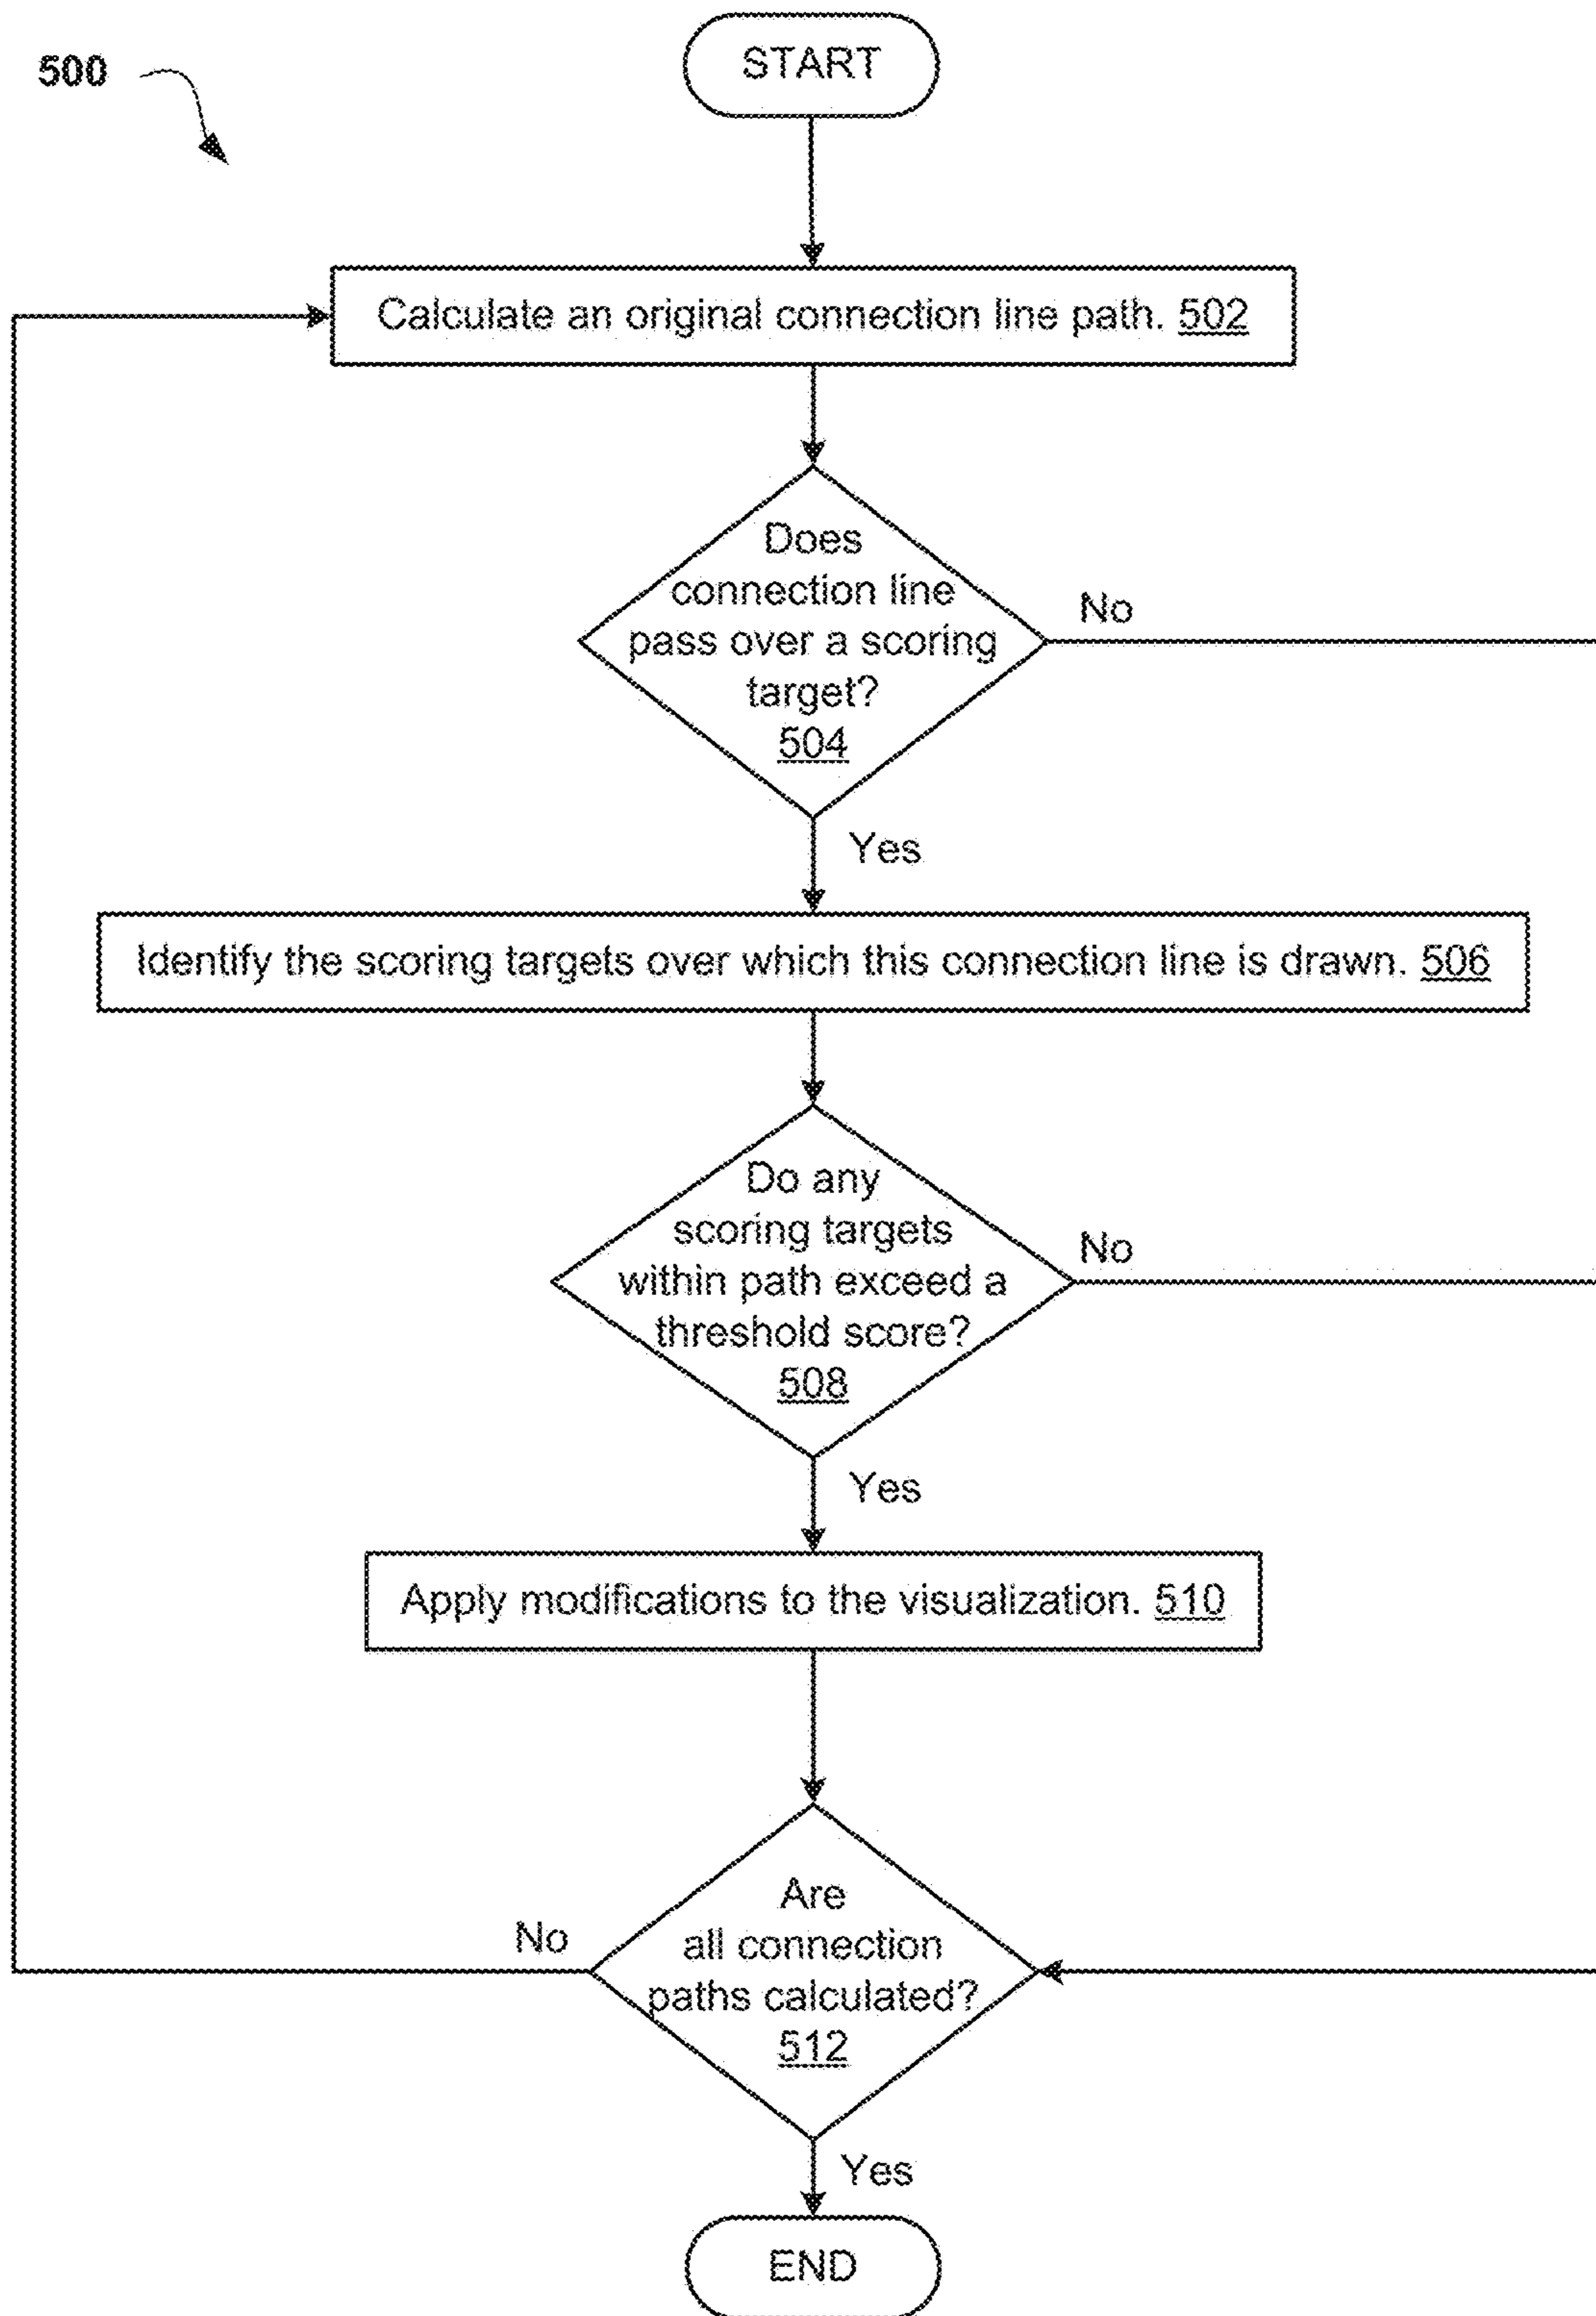 500
START
Calculate an original connection line path. 502
Does
connection line
pass over a scoring
target?
504
No
Yes
Identify the scoring targets over which this connection line is drawn. 506
Do any
scoring targets
within path exceed a
threshold score?
508
No
Yes
Apply modifications to the visualization. 510
Are
all connection
paths calculated?
512
No
Yes
END